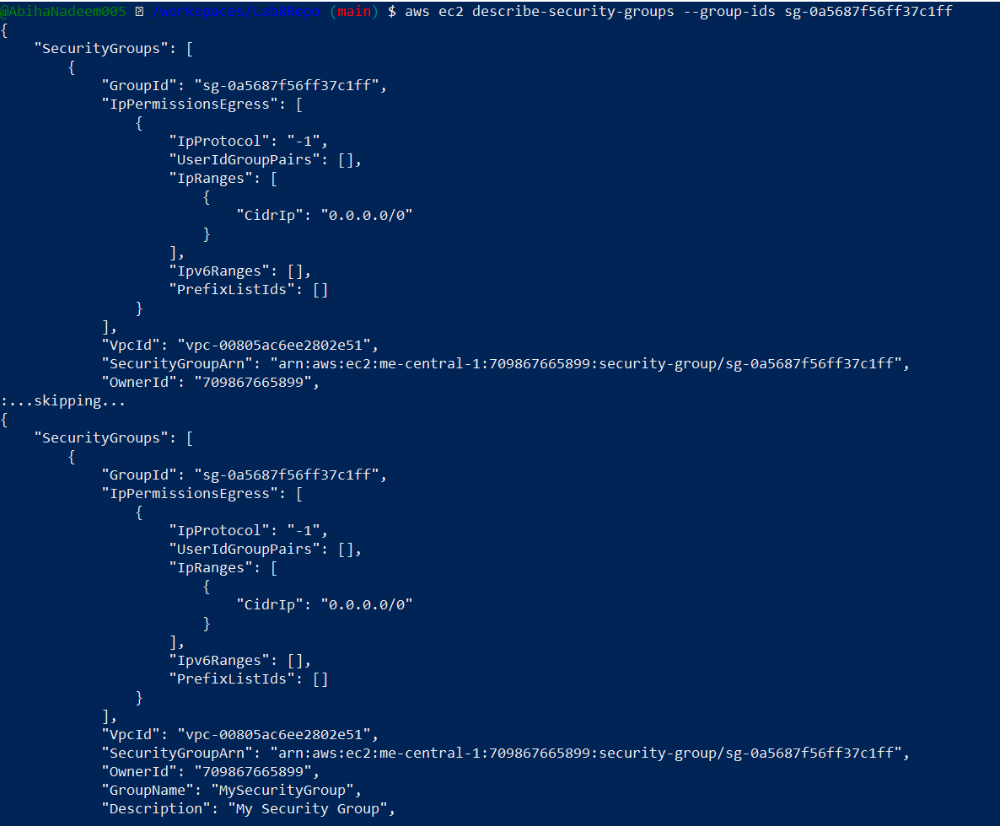 @AbihaNadeem005 /workspaces/Lab8Repo (main) $ aws ec2 describe-security-groups --group-ids sg-0a5687f56ff37c1ff
{
    "SecurityGroups": [
        {
            "GroupId": "sg-0a5687f56ff37c1ff",
            "IpPermissionsEgress": [
                {
                    "IpProtocol": "-1",
                    "UserIdGroupPairs": [],
                    "IpRanges": [
                        {
                            "CidrIp": "0.0.0.0/0"
                        }
                    ],
                    "Ipv6Ranges": [],
                    "PrefixListIds": []
                }
            ],
            "VpcId": "vpc-00805ac6ee2802e51",
            "SecurityGroupArn": "arn:aws:ec2:me-central-1:709867665899:security-group/sg-0a5687f56ff37c1ff",
            "OwnerId": "709867665899",
:...skipping...
{
    "SecurityGroups": [
        {
            "GroupId": "sg-0a5687f56ff37c1ff",
            "IpPermissionsEgress": [
                {
                    "IpProtocol": "-1",
                    "UserIdGroupPairs": [],
                    "IpRanges": [
                        {
                            "CidrIp": "0.0.0.0/0"
                        }
                    ],
                    "Ipv6Ranges": [],
                    "PrefixListIds": []
                }
            ],
            "VpcId": "vpc-00805ac6ee2802e51",
            "SecurityGroupArn": "arn:aws:ec2:me-central-1:709867665899:security-group/sg-0a5687f56ff37c1ff",
            "OwnerId": "709867665899",
            "GroupName": "MySecurityGroup",
            "Description": "My Security Group",